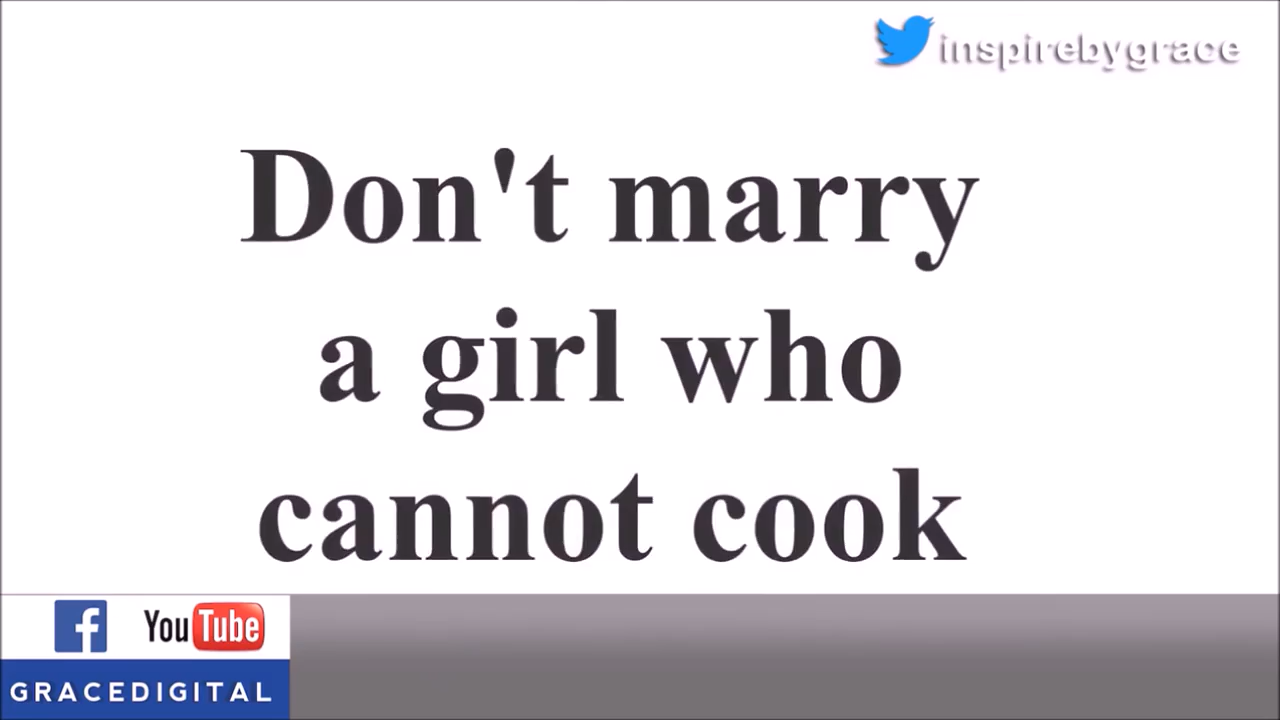 inspirebygrace
Don't marry
a girl who
cannot cook
f YouTube
GRACEDIGITAL